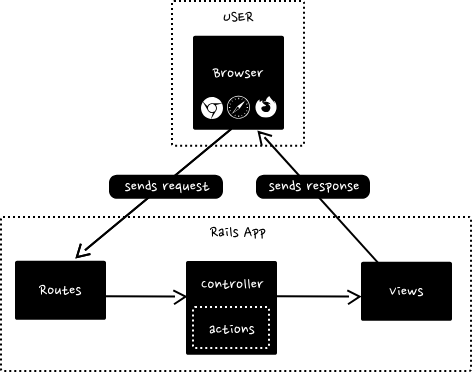 USER
Browser
sends request
sends response
Rails App
Routes
controller
views
actions